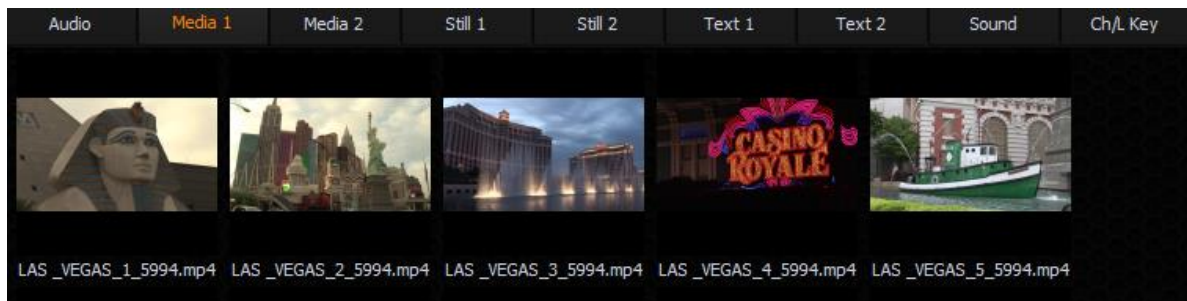 Audio Media 1 Media 2 Still 1 Still 2 Text 1 Text 2 Sound Ch/L Key
CASINO
ROYALE
LAS _VEGAS_1_5994.mp4 LAS _VEGAS_2_5994.mp4 LAS _VEGAS_3_5994.mp4 LAS _VEGAS_4_5994.mp4 LAS _VEGAS_5_5994.mp4